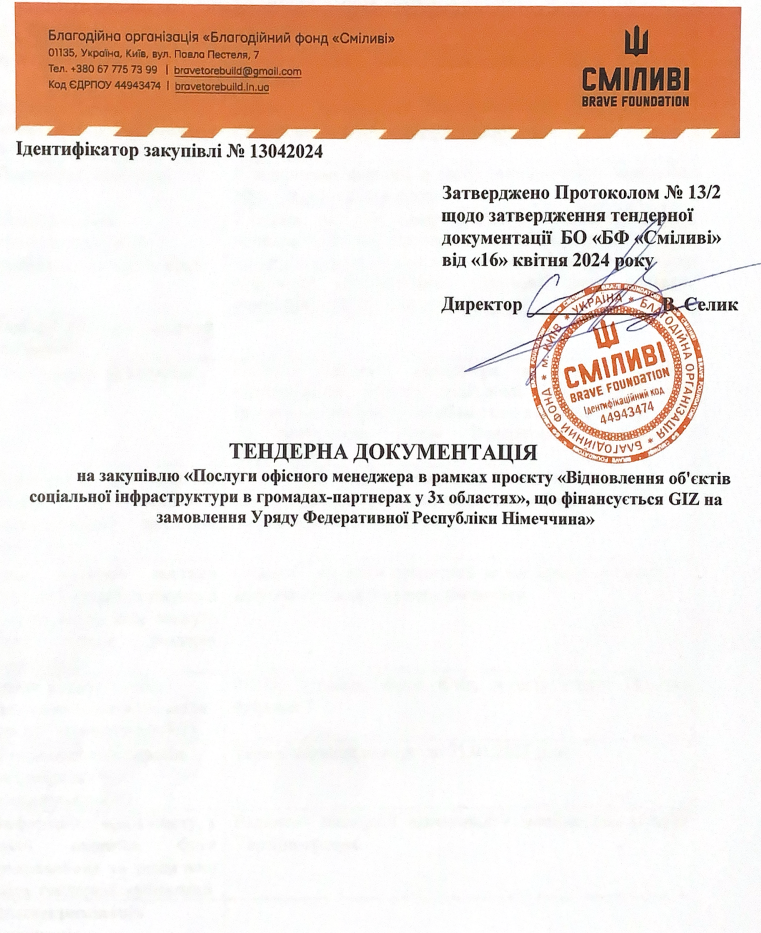 Благодійна організація «Благодійний фонд «Сміливі»
01135, Україна, Київ, вул. Павла Пестеля, 7
Тел. +380 67 775 73 99 | bravetorebuild@gmail.com
Код ЄДРПОУ 44943474 | bravetorebuild.in.ua
СМІЛИВІ
BRAVE FOUNDATION
Ідентифікатор закупівлі № 13042024
Затверджено Протоколом № 13/2
щодо затвердження тендерної
документації БО «БФ «Сміливі»
від «16» квітня 2024 року
Директор В. Селик
М. КИЇВ * УКРАЇНА * БЛАГОДІЙНА ОРГАНІЗАЦІЯ * БЛАГОДІЙНИЙ ФОНД *
СМІЛИВІ
BRAVE FOUNDATION
Ідентифікаційний код
44943474
ТЕНДЕРНА ДОКУМЕНТАЦІЯ
на закупівлю «Послуги офісного менеджера в рамках проєкту «Відновлення об'єктів
соціальної інфраструктури в громадах-партнерах у 3х областях», що фінансується GIZ на
замовлення Уряду Федеративної Республіки Німеччина»